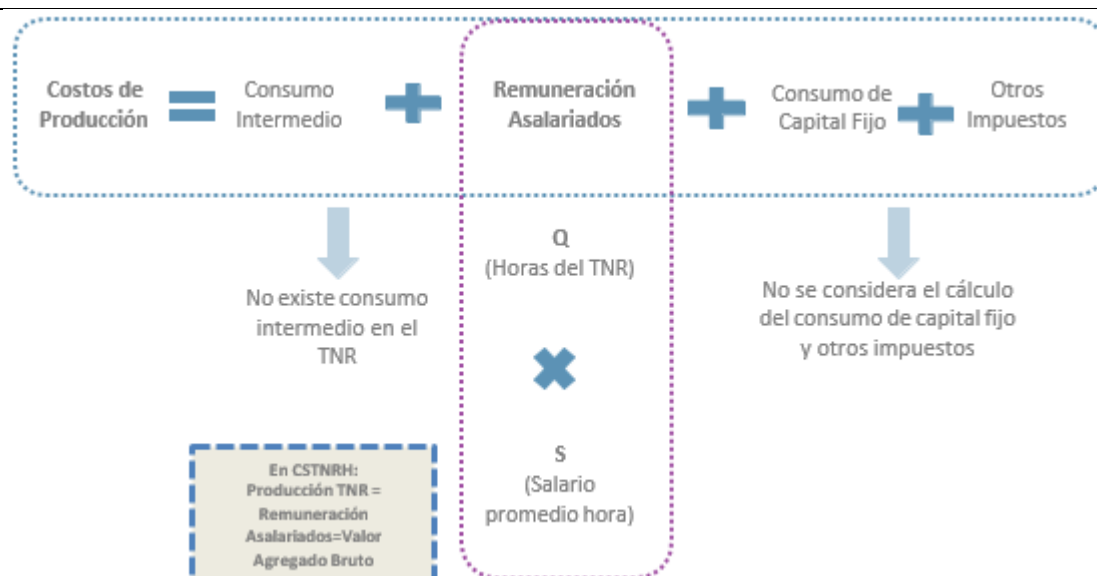 Costos de
Producción
=
Consumo
Intermedio
+
Remuneración
Asalariados
+
Consumo de
Capital Fijo
+
Otros
Impuestos
No existe consumo
intermedio en el
TNR
Q
(Horas del TNR)
No se considera el cálculo
del consumo de capital fijo
y otros impuestos
×
S
(Salario
promedio hora)
En CSTNRH:
Producción TNR =
Remuneración
Asalariados=Valor
Agregado Bruto